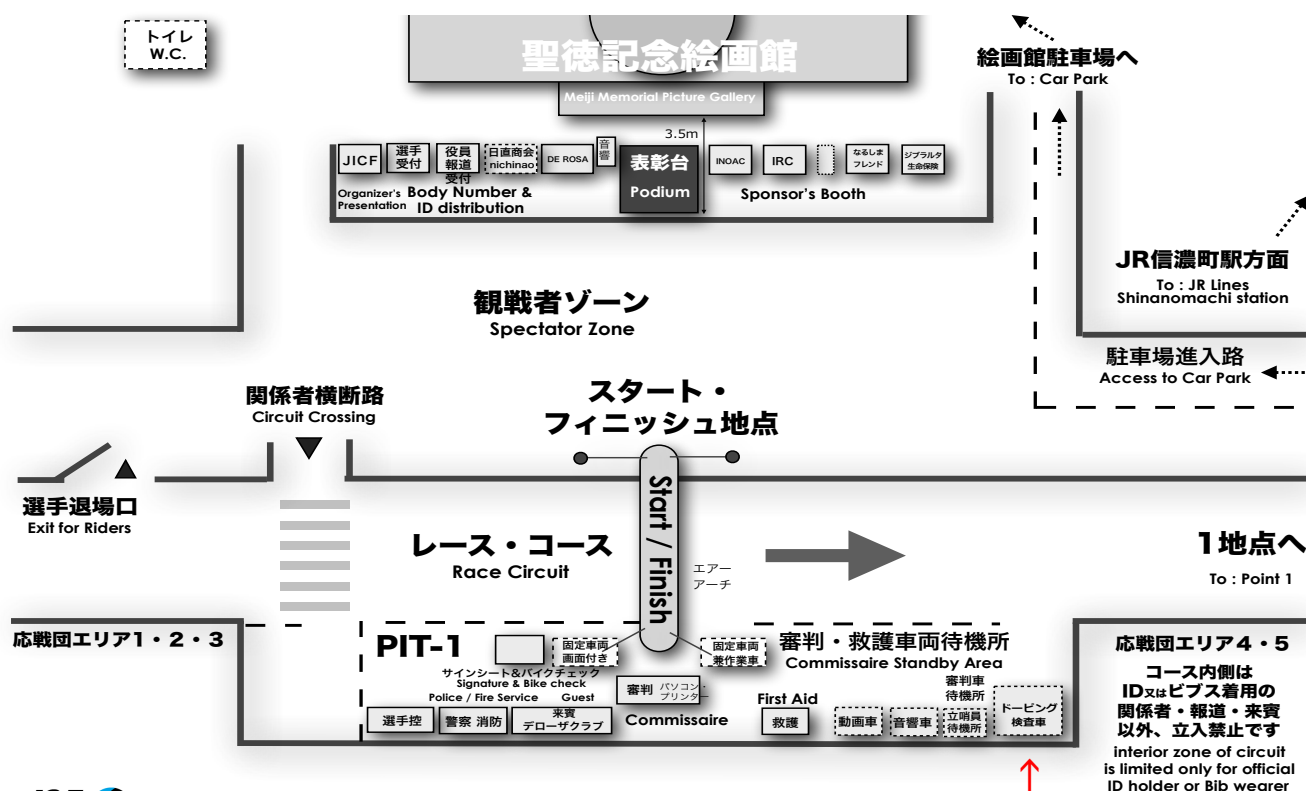 トイレ
W.C.
聖徳記念絵画館
Meiji Memorial Picture Gallery
絵画館駐車場へ
To : Car Park
3.5m
JICF
選手
受付
役員
報道
受付
日直商会
nichinao
DE ROSA
音
響
表彰台
Podium
INOAC
IRC
なるしま
フレンド
ジブラルタ
生命保険
Organizer's
Presentation
Body Number &
ID distribution
Sponsor's Booth
JR信濃町駅方面
To : JR Lines
Shinanomachi station
観戦者ゾーン
Spectator Zone
駐車場進入路
Access to Car Park
関係者横断路
Circuit Crossing
スタート・
フィニッシュ地点
選手退場口
Exit for Riders
Start / Finish
レース・コース
Race Circuit
エアー
アーチ
1地点へ
To : Point 1
応戦団エリア1・2・3
PIT-1
固定車両
画面付き
固定車両
兼作業車
審判・救護車両待機所
Commissaire Standby Area
サインシート&バイクチェック
Signature & Bike check
Police / Fire Service
Guest
選手控
警察 消防
来賓
デローザクラブ
審判
パソコン・
プリンター
Commissaire
First Aid
救護
動画車
音響車
審判車
待機所
立哨員
待機所
ドーピング
検査車
応戦団エリア4・5
コース内側は
ID又はビブス着用の
関係者・報道・来賓
以外、立入禁止です
interior zone of circuit
is limited only for official
ID holder or Bib wearer